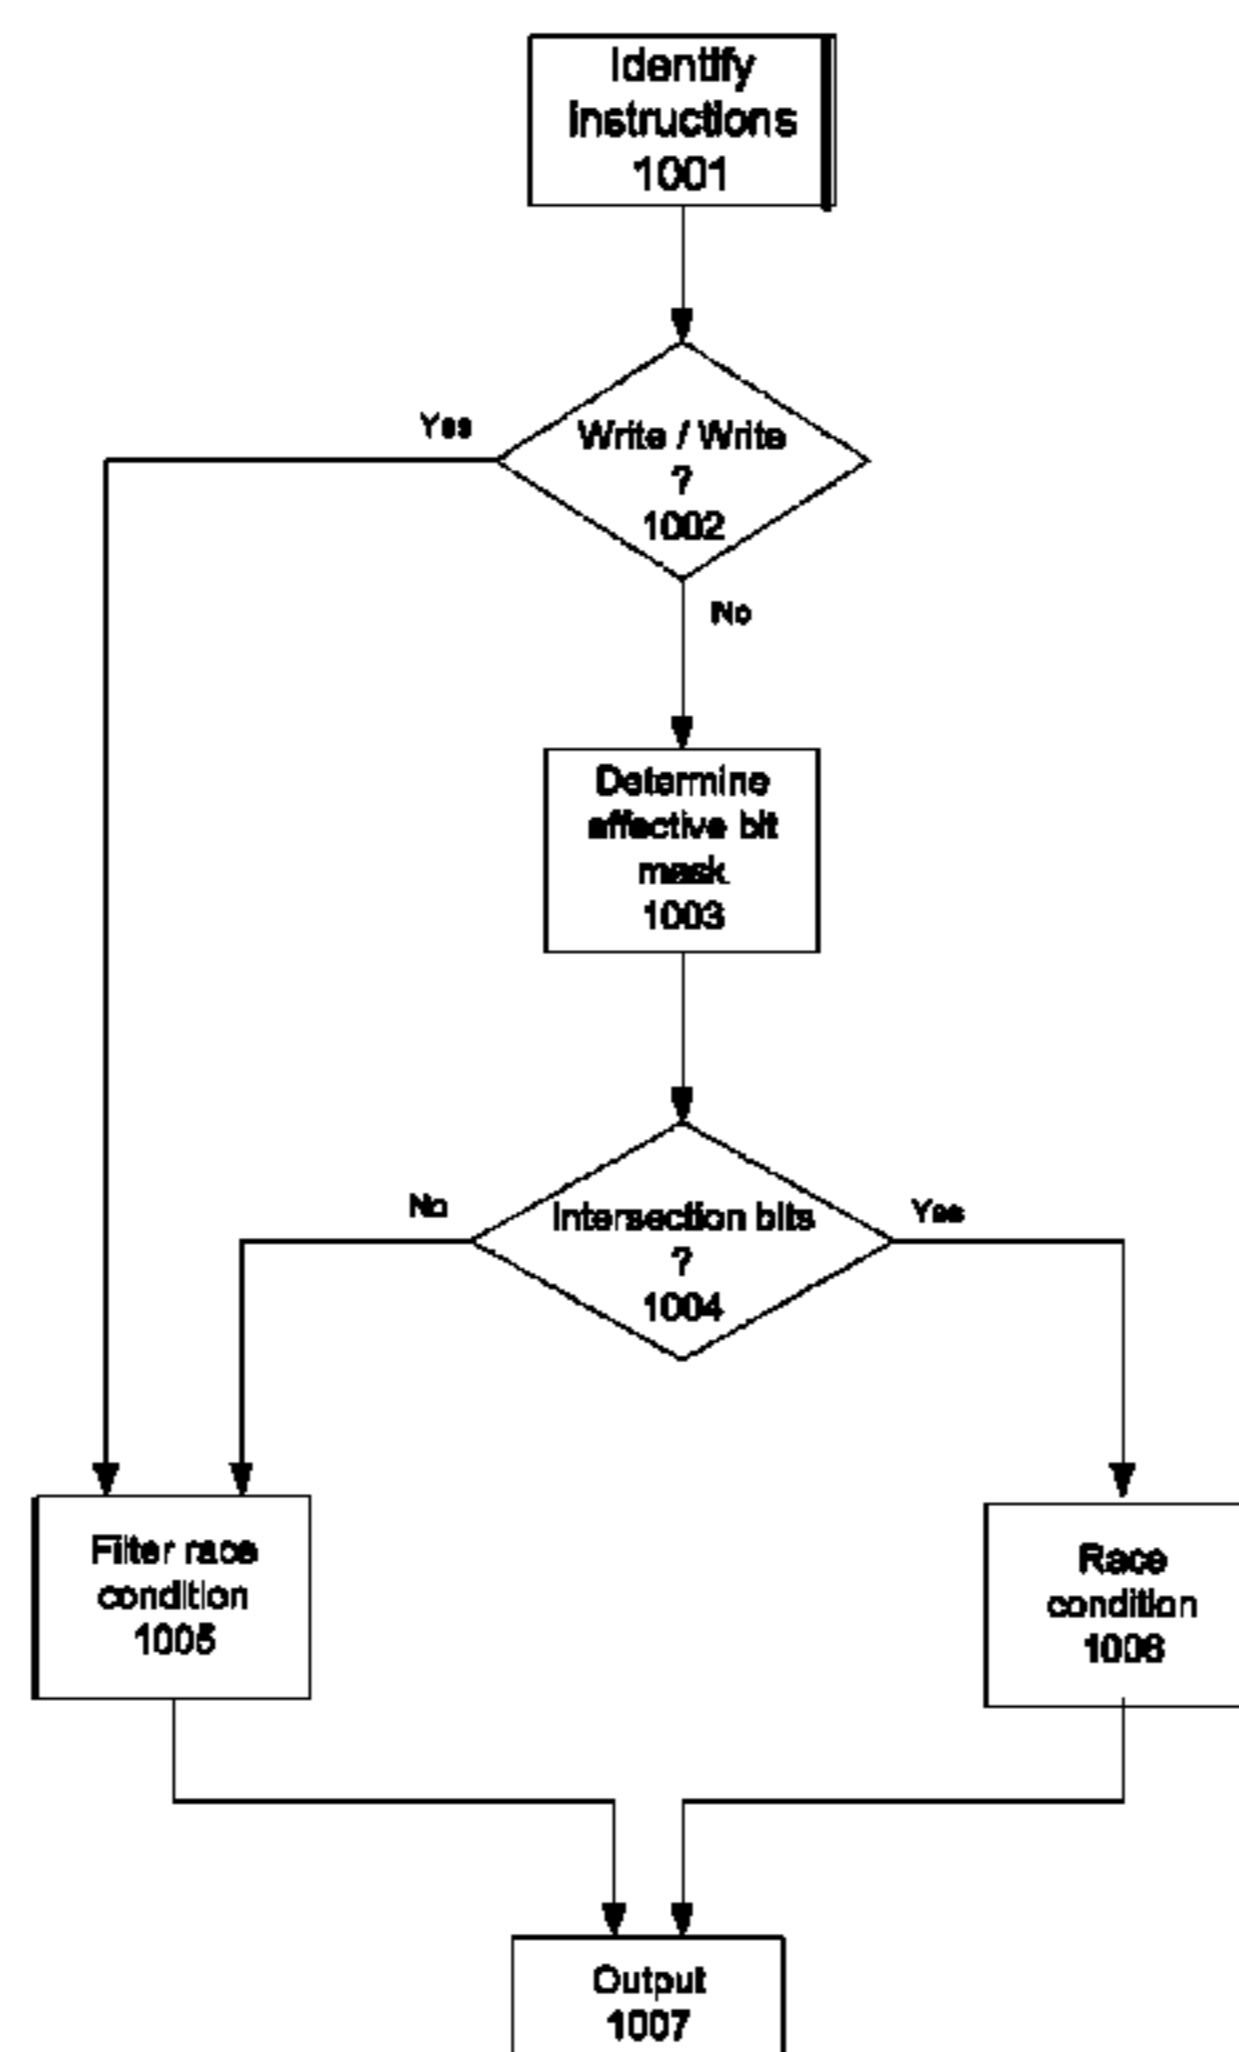 Identify
instructions
1001
Yes
Write / Write
?
1002
No
Determine
effective bit
mask
1003
No
Intersection bits
?
1004
Yes
Filter race
condition
1005
Race
condition
1006
Output
1007